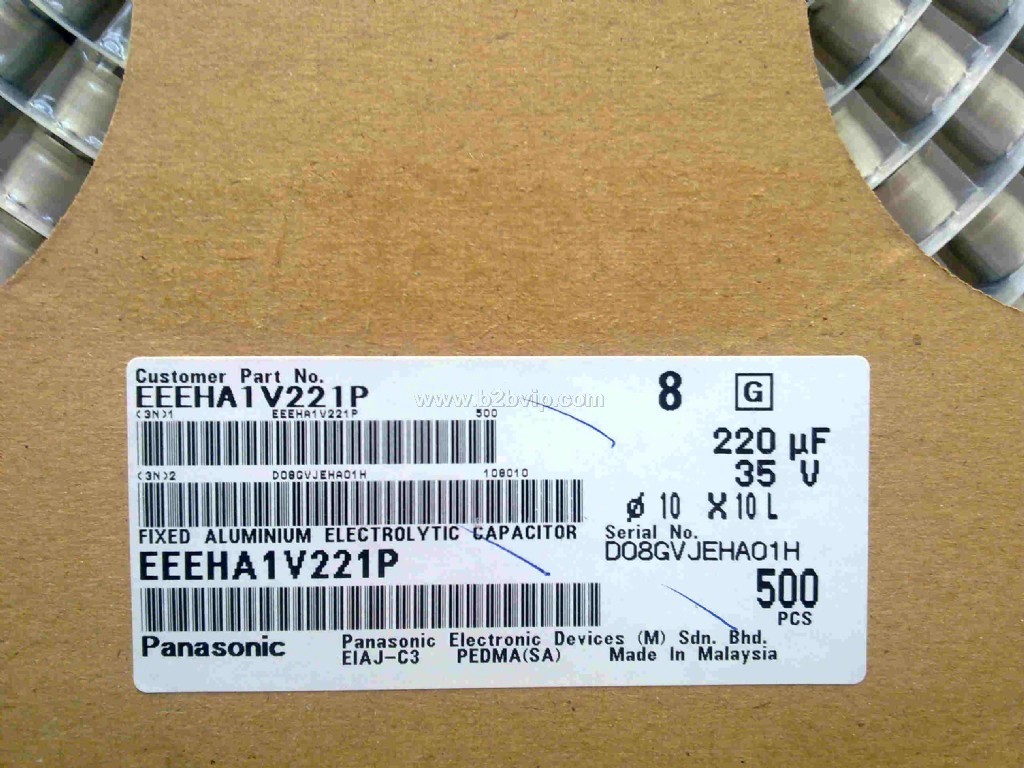 Customer Part No.
EEEHA1V221P
(3N)1 EEEHA1V221P 500
(3N)2 D08GVJEHA01H 108010
FIXED ALUMINIUM ELECTROLYTIC CAPACITOR
EEEHA1V221P
Panasonic
8 G
220 µF
35 V
ø 10 X 10 L
Serial No.
D08GVJEHA01H
500
PCS
Panasonic Electronic Devices (M) Sdn. Bhd.
EIAJ-C3 PEDMA(SA) Made In Malaysia
www.b2bvip.com